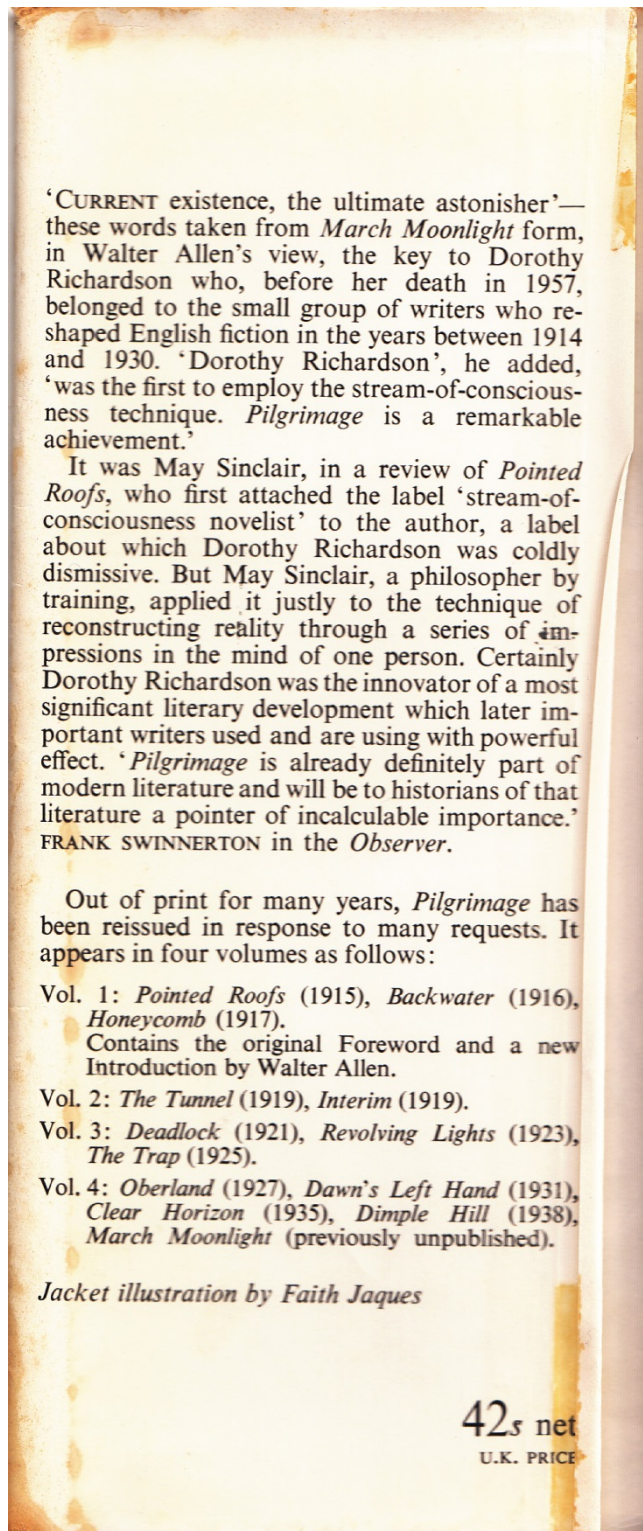 ‘CURRENT existence, the ultimate astonisher’—
these words taken from March Moonlight form,
in Walter Allen’s view, the key to Dorothy
Richardson who, before her death in 1957,
belonged to the small group of writers who re-
shaped English fiction in the years between 1914
and 1930. ‘Dorothy Richardson’, he added,
‘was the first to employ the stream-of-conscious-
ness technique. Pilgrimage is a remarkable
achievement.’
It was May Sinclair, in a review of Pointed
Roofs, who first attached the label ‘stream-of-
consciousness novelist’ to the author, a label
about which Dorothy Richardson was coldly
dismissive. But May Sinclair, a philosopher by
training, applied it justly to the technique of
reconstructing reality through a series of im-
pressions in the mind of one person. Certainly
Dorothy Richardson was the innovator of a most
significant literary development which later im-
portant writers used and are using with powerful
effect. ‘Pilgrimage is already definitely part of
modern literature and will be to historians of that
literature a pointer of incalculable importance.’
FRANK SWINNERTON in the Observer.
Out of print for many years, Pilgrimage has
been reissued in response to many requests. It
appears in four volumes as follows:
Vol. 1: Pointed Roofs (1915), Backwater (1916),
Honeycomb (1917).
Contains the original Foreword and a new
Introduction by Walter Allen.
Vol. 2: The Tunnel (1919), Interim (1919).
Vol. 3: Deadlock (1921), Revolving Lights (1923),
The Trap (1925).
Vol. 4: Oberland (1927), Dawn’s Left Hand (1931),
Clear Horizon (1935), Dimple Hill (1938),
March Moonlight (previously unpublished).
Jacket illustration by Faith Jaques
42s net
U.K. PRICE